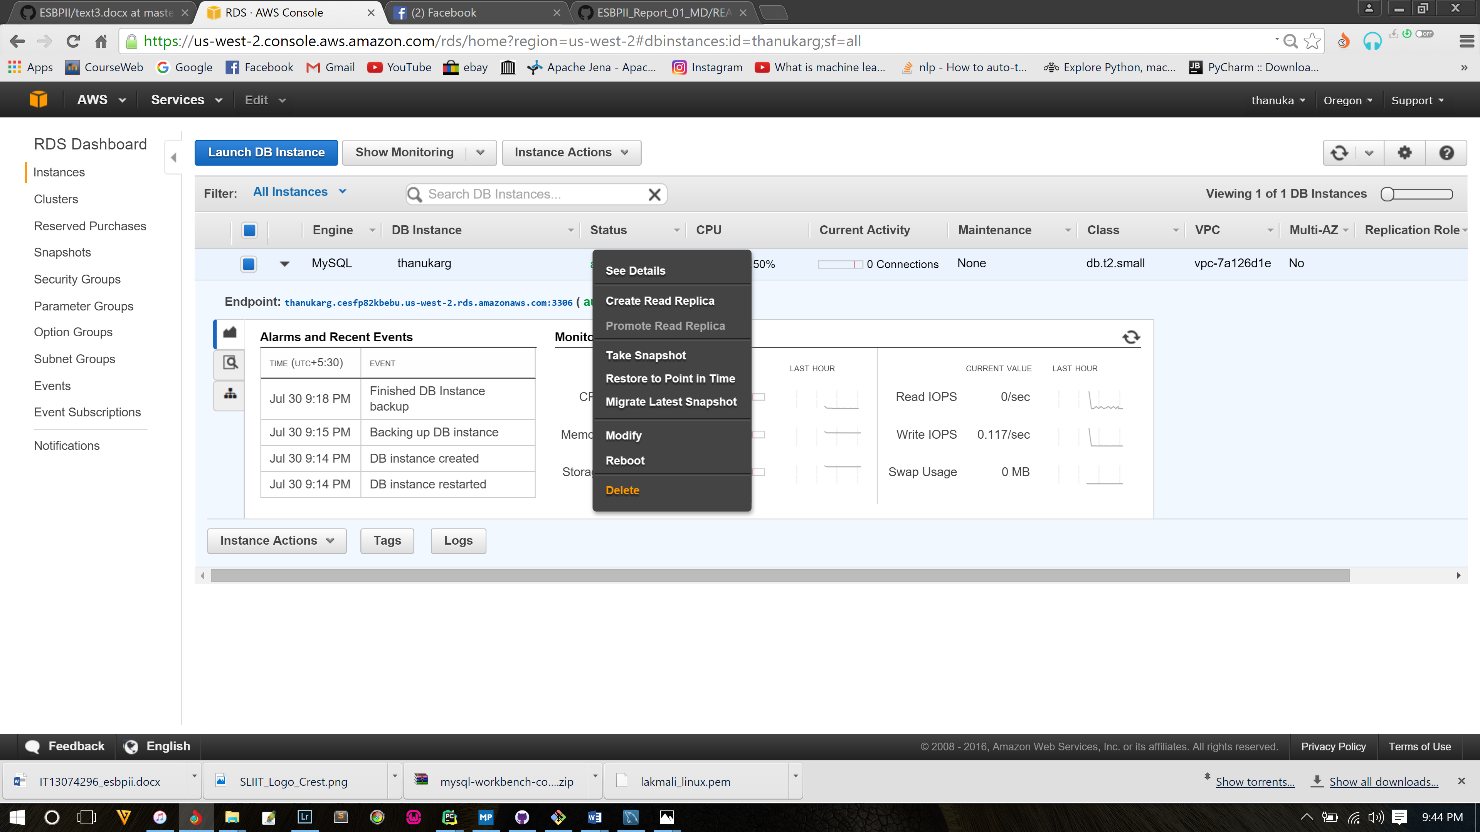 ESBPII/text3.docx at maste
RDS · AWS Console
(2) Facebook
ESBPII_Report_01_MD/REA
https://us-west-2.console.aws.amazon.com/rds/home?region=us-west-2#dbinstances:id=thanukarg;sf=all
Apps CourseWeb Google Facebook Gmail YouTube ebay Apache Jena - Apac... Instagram What is machine lea... nlp - How to auto-t... Explore Python, mac... PyCharm :: Downloa... »
AWS Services Edit thanuka Oregon Support
RDS Dashboard
Instances
Clusters
Reserved Purchases
Snapshots
Security Groups
Parameter Groups
Option Groups
Subnet Groups
Events
Event Subscriptions
Notifications
Launch DB Instance Show Monitoring Instance Actions
Filter: All Instances Search DB Instances... Viewing 1 of 1 DB Instances
Engine DB Instance Status CPU Current Activity Maintenance Class VPC Multi-AZ Replication Role
MySQL thanukarg 50% 0 Connections None db.t2.small vpc-7a126d1e No
Endpoint: thanukarg.cesfp82kbebu.us-west-2.rds.amazonaws.com:3306 (
See Details
Create Read Replica
Promote Read Replica
Take Snapshot
Restore to Point in Time
Migrate Latest Snapshot
Modify
Reboot
Delete
Alarms and Recent Events
TIME (UTC+5:30) EVENT
Jul 30 9:18 PM Finished DB Instance backup
Jul 30 9:15 PM Backing up DB instance
Jul 30 9:14 PM DB instance created
Jul 30 9:14 PM DB instance restarted
Monito
LAST HOUR CURRENT VALUE LAST HOUR
CP Read IOPS 0/sec
Memo Write IOPS 0.117/sec
Stora Swap Usage 0 MB
Instance Actions Tags Logs
Feedback English © 2008 - 2016, Amazon Web Services, Inc. or its affiliates. All rights reserved. Privacy Policy Terms of Use
IT13074296_esbpii.docx SLIIT_Logo_Crest.png mysql-workbench-co....zip lakmali_linux.pem Show torrents... Show all downloads...
9:44 PM